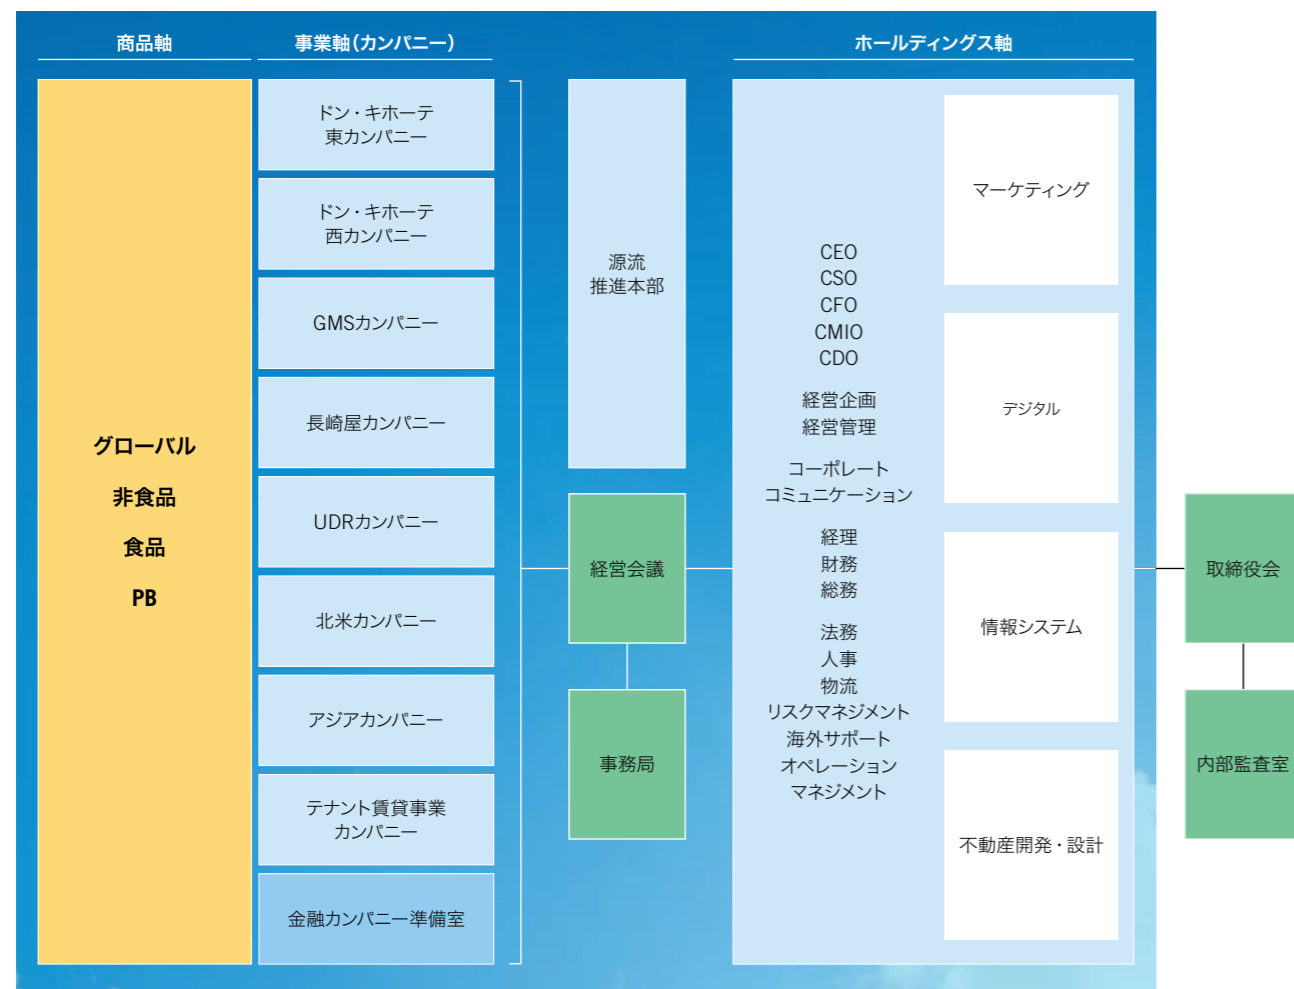 商品軸
事業軸（カンパニー）
ホールディングス軸
グローバル
非食品
食品
PB
ドン・キホーテ
東カンパニー
ドン・キホーテ
西カンパニー
GMSカンパニー
長崎屋カンパニー
UDRカンパニー
北米カンパニー
アジアカンパニー
テナント賃貸事業
カンパニー
金融カンパニー準備室
源流
推進本部
経営会議
事務局
CEO
CSO
CFO
CMIO
CDO
経営企画
経営管理
コーポレート
コミュニケーション
経理
財務
総務
法務
人事
物流
リスクマネジメント
海外サポート
オペレーション
マネジメント
マーケティング
デジタル
情報システム
不動産開発・設計
取締役会
内部監査室